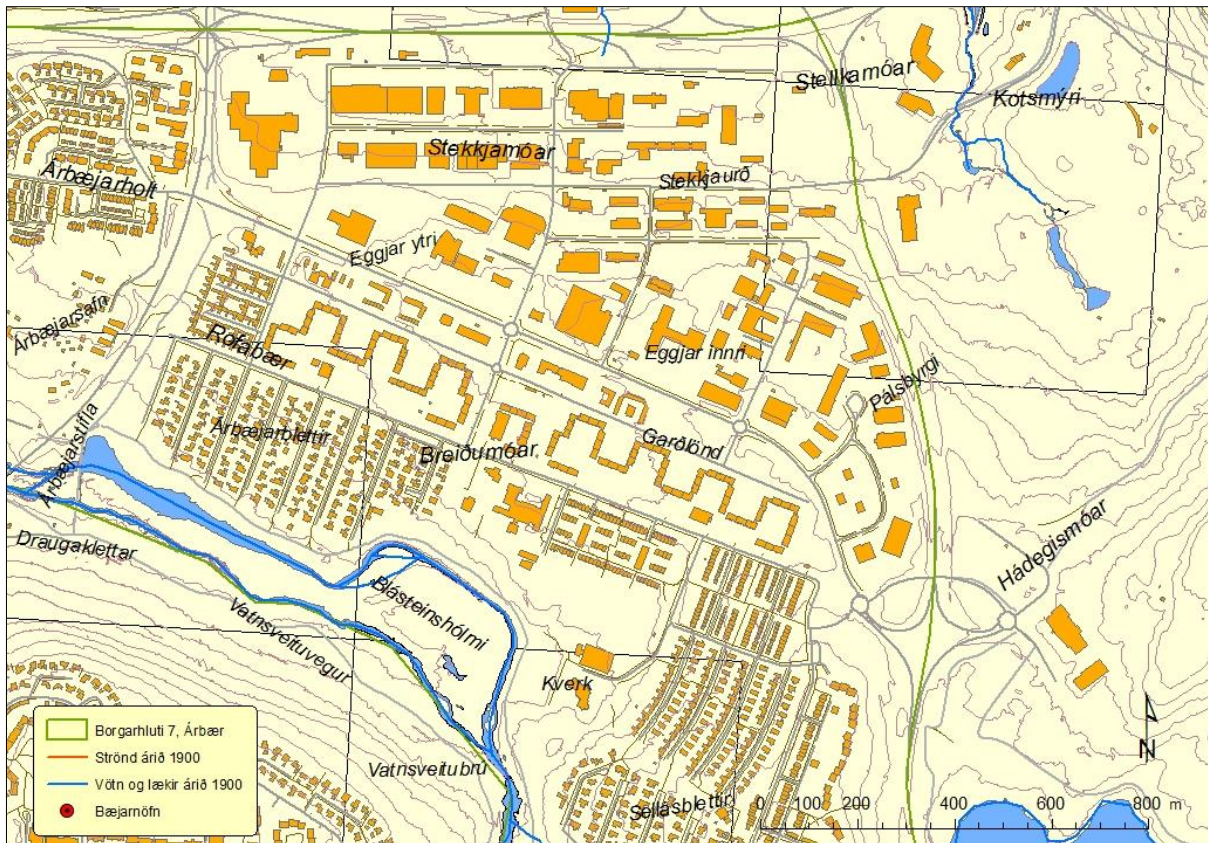 Stellkamóar
Kotsmýri
Stekkjamóar
Stekkjaurð
Árbæjarholt
Eggjar ytri
Árbæjarsafn
Rofabær
Eggjar innri
Pálsbyrgi
Árbæjarblettir
Breiðumóar
Garðlönd
Árbæjarstífla
Draugaklettar
Hádegismóar
Blásteinshólmi
Vatnsveituvegur
Kverk
Vatnsveitubrú
Selásblettir
N
0 100 200 400 600 800 m
Borgarhluti 7, Árbær
Strönd árið 1900
Vötn og lækir árið 1900
Bæjarnöfn